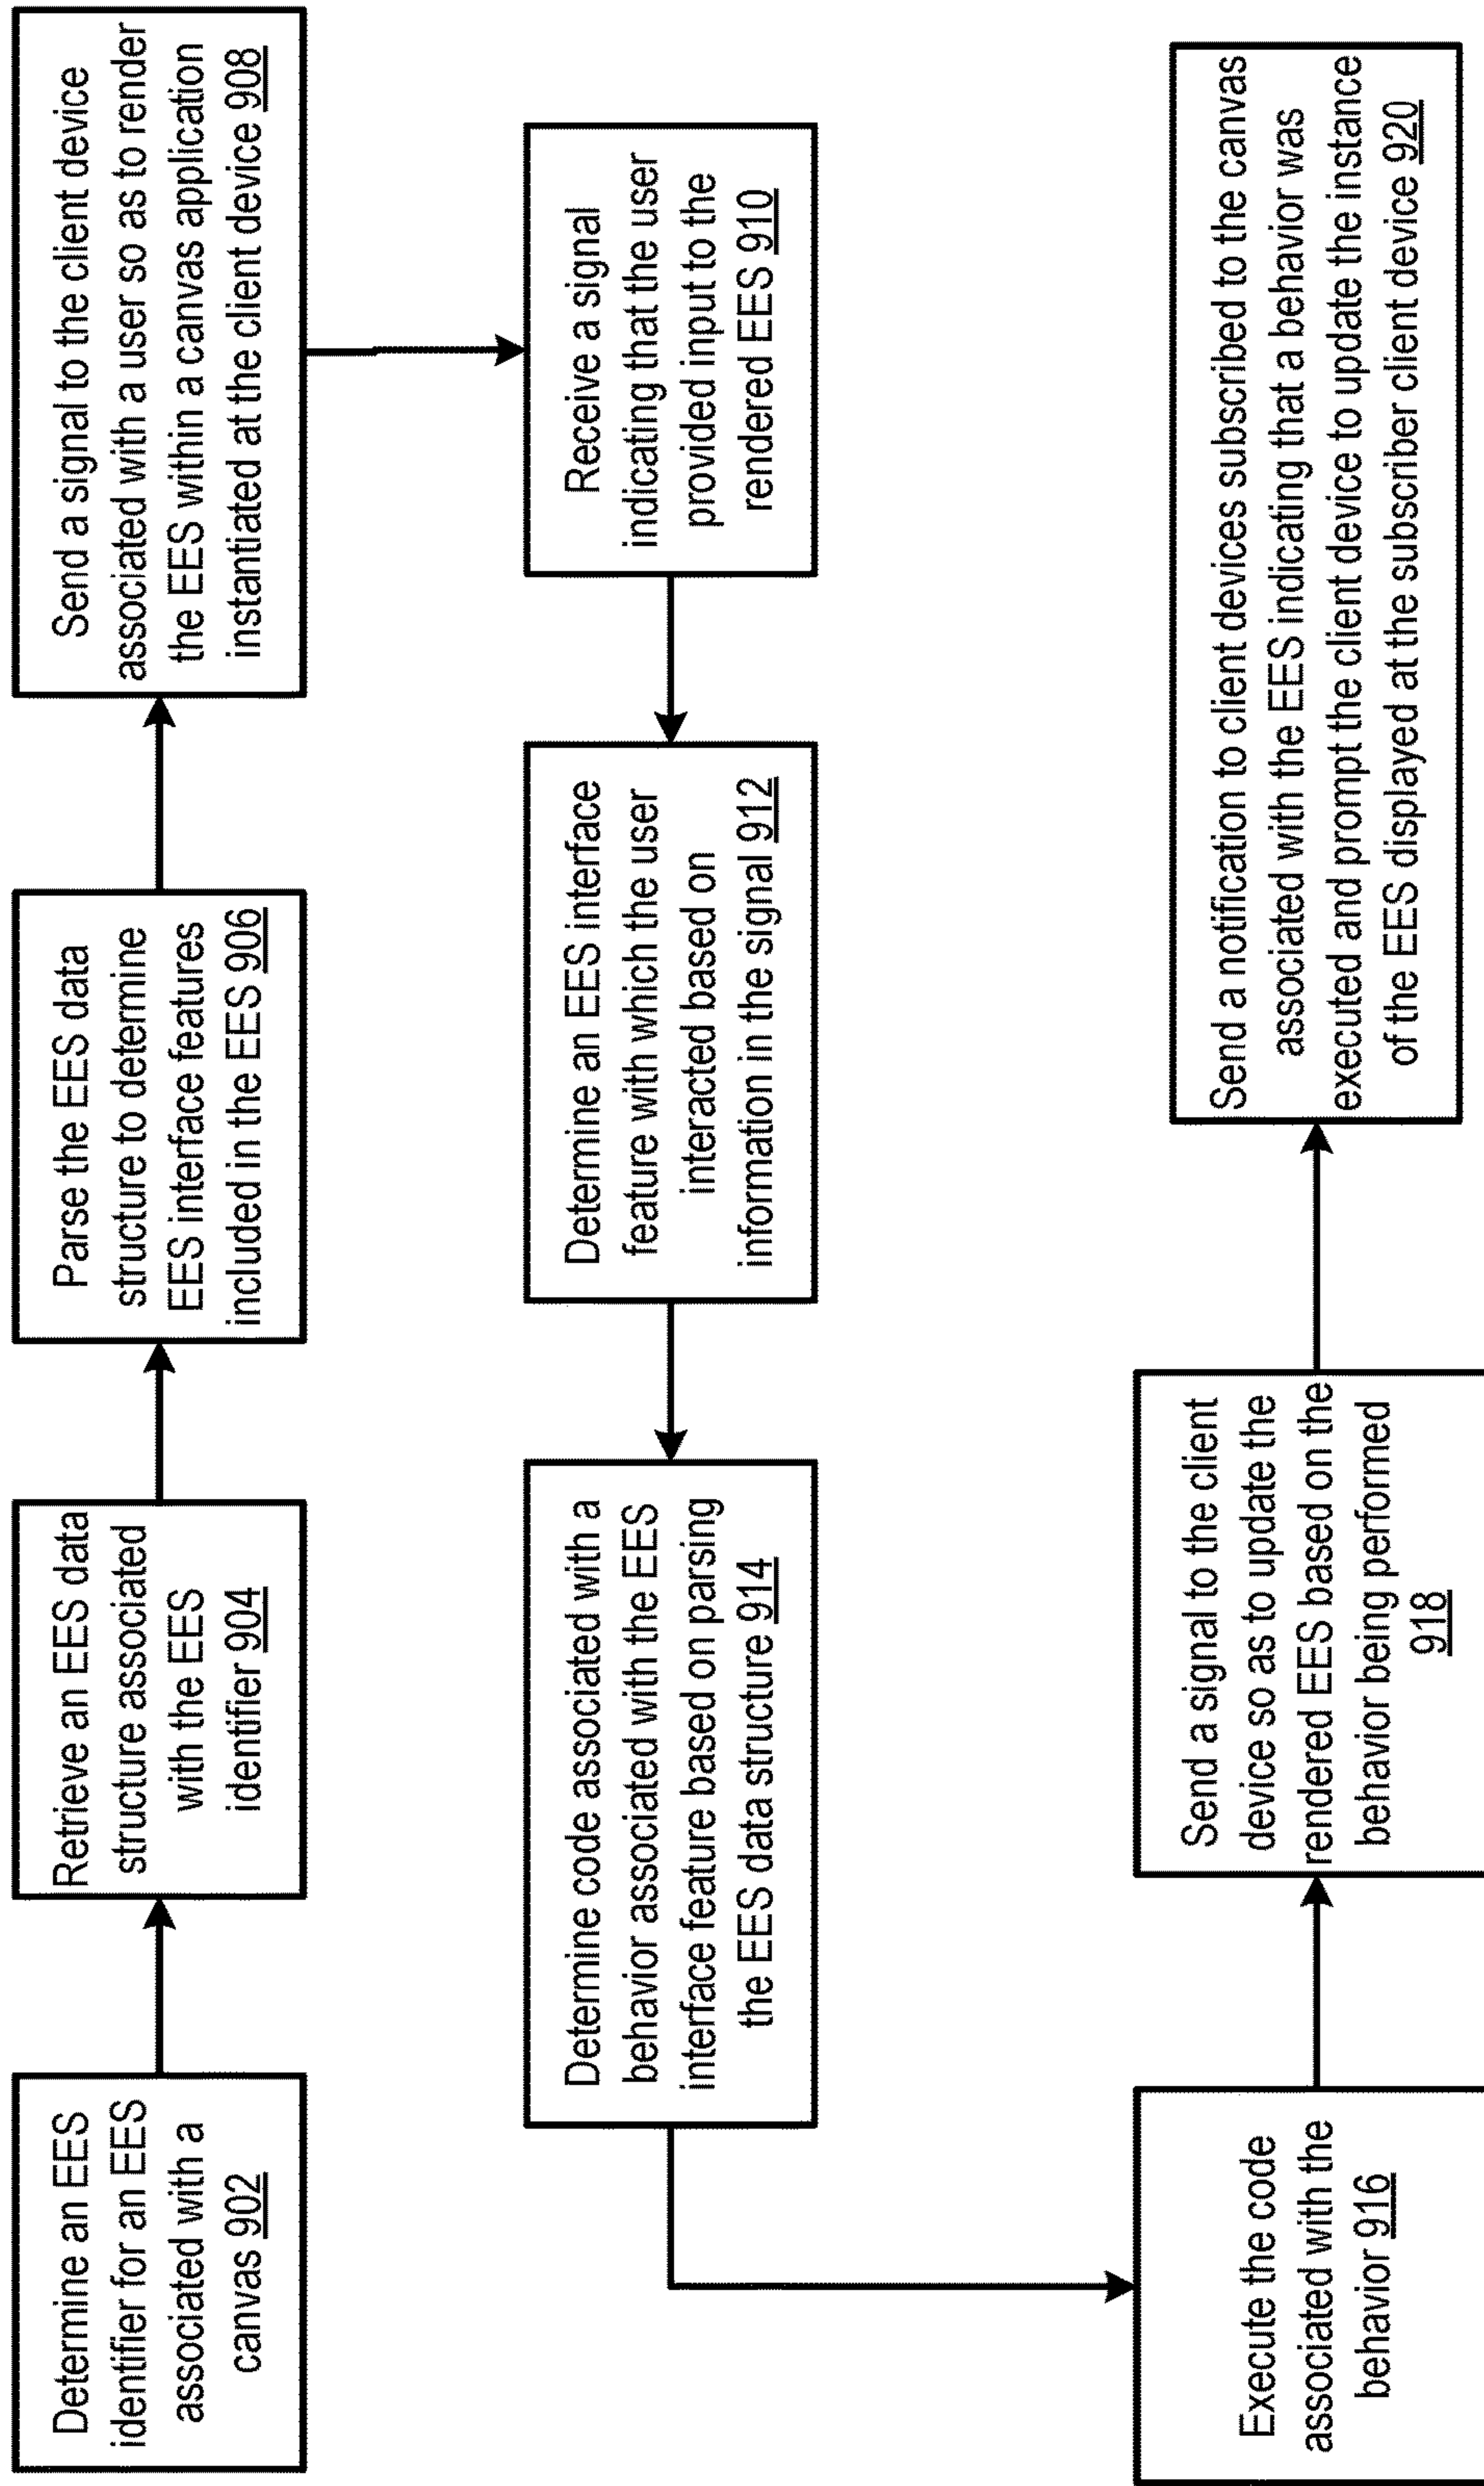 Determine an EES
identifier for an EES
associated with a
canvas 902
Retrieve an EES data
structure associated
with the EES
identifier 904
Parse the EES data
structure to determine
EES interface features
included in the EES 906
Send a signal to the client device
associated with a user so as to render
the EES within a canvas application
instantiated at the client device 908
Receive a signal
indicating that the user
provided input to the
rendered EES 910
Determine an EES interface
feature with which the user
interacted based on
information in the signal 912
Determine code associated with a
behavior associated with the EES
interface feature based on parsing
the EES data structure 914
Execute the code
associated with the
behavior 916
Send a signal to the client
device so as to update the
rendered EES based on the
behavior being performed
918
Send a notification to client devices subscribed to the canvas
associated with the EES indicating that a behavior was
executed and prompt the client device to update the instance
of the EES displayed at the subscriber client device 920